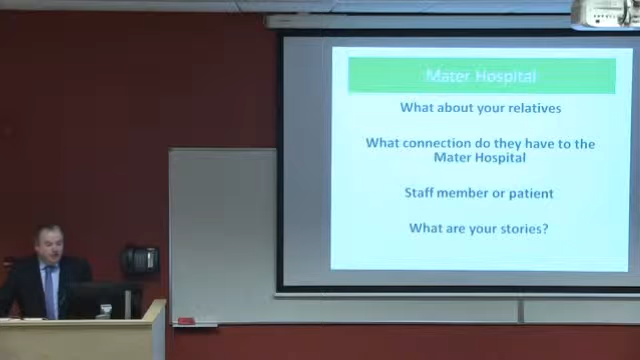 Mater Hospital
What about your relatives
What connection do they have to the
Mater Hospital
Staff member or patient
What are your stories?